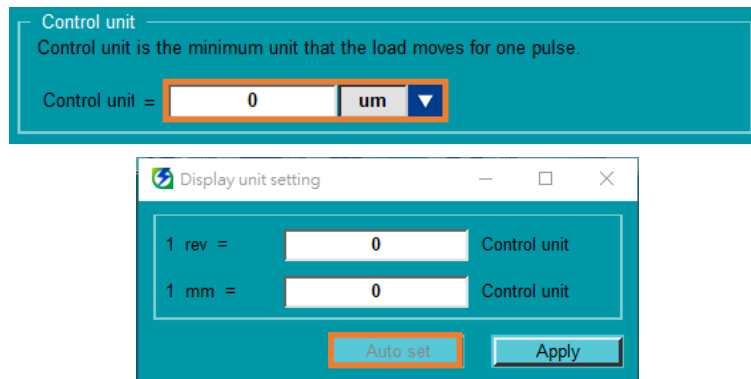 Control unit
Control unit is the minimum unit that the load moves for one pulse.
Control unit = 0 um
Display unit setting
1 rev = 0 Control unit
1 mm = 0 Control unit
Auto set Apply